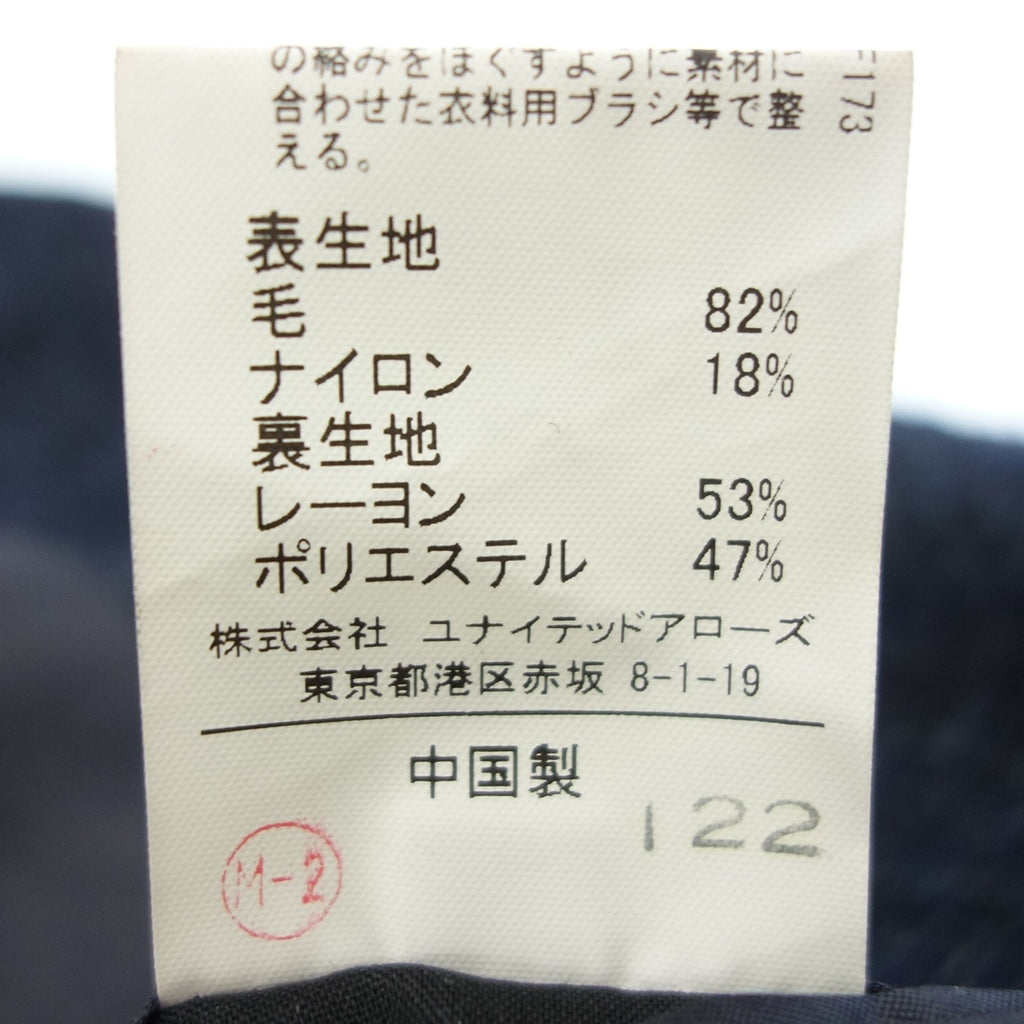 の絡みをほぐすように素材に
合わせた衣料用ブラシ等で整
える。
F173
表生地
毛 82%
ナイロン 18%
裏生地
レーヨン 53%
ポリエステル 47%
株式会社 ユナイテッドアローズ
東京都港区赤坂 8-1-19
中国製
122
M-2